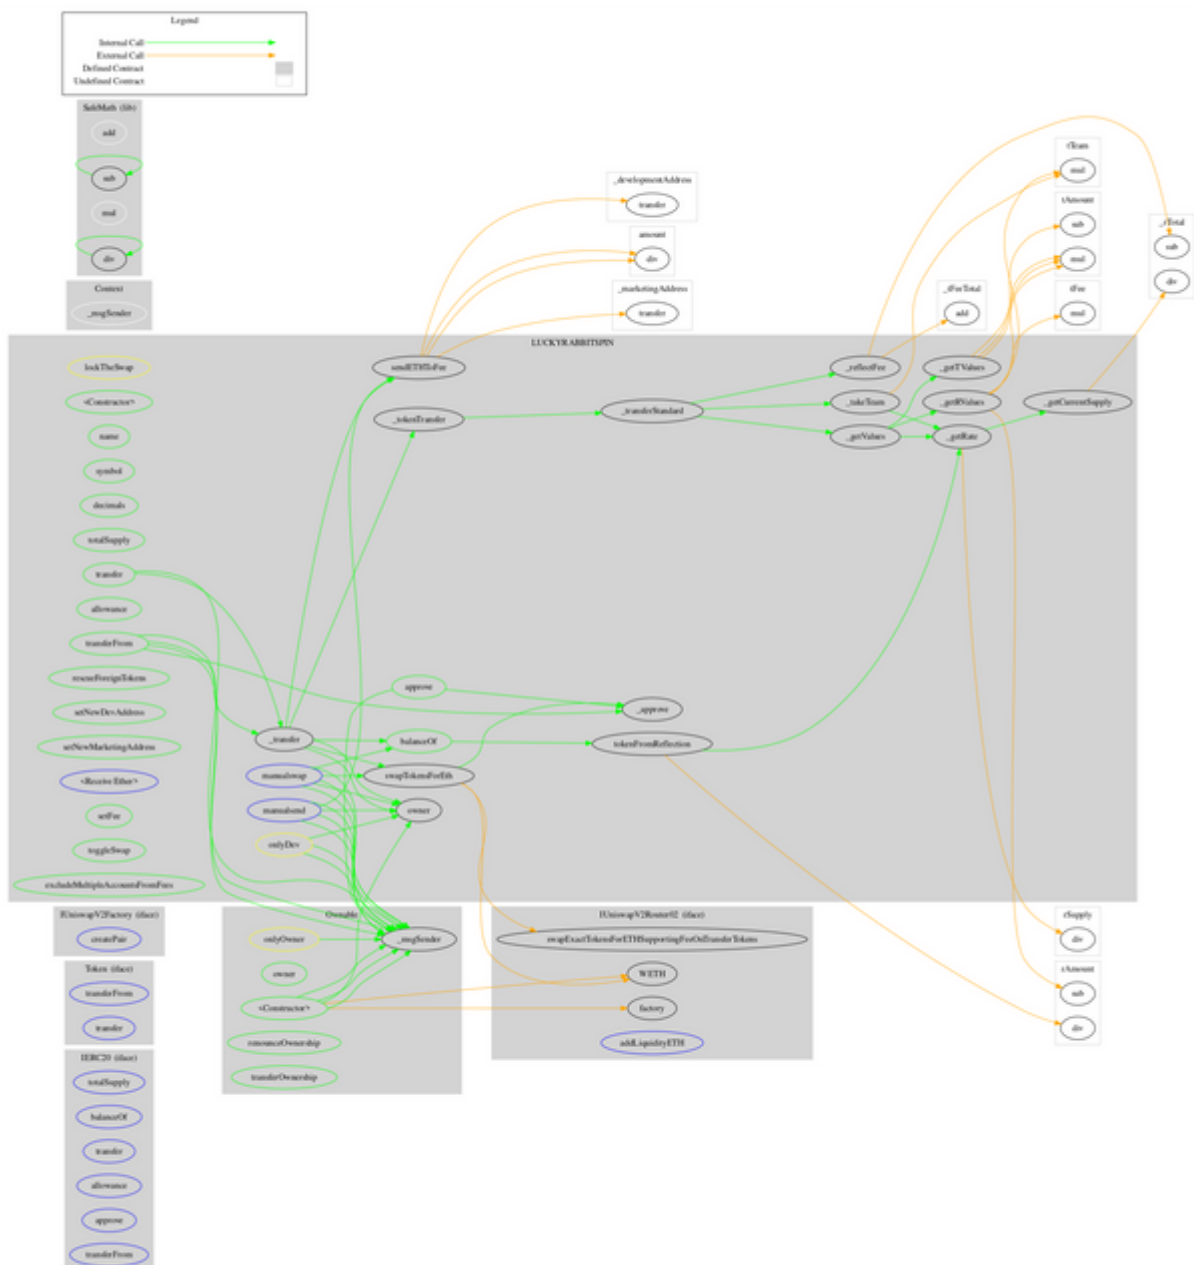 Legend
Internal Call
External Call
Defined Contract
Undefined Contract
SafeMath (lib)
add
sub
mul
div
Context
_msgSender
_developmentAddress
transfer
amount
div
_marketingAddress
transfer
tTeam
mul
tAmount
sub
mul
tFee
mul
_tFeeTotal
add
_rTotal
sub
div
LUCKYRABBITSPIN
lockTheSwap
<Constructor>
name
symbol
decimals
totalSupply
transfer
allowance
transferFrom
rescueForeignTokens
setNewDevAddress
setNewMarketingAddress
<Receive Ether>
setFee
toggleSwap
excludeMultipleAccountsFromFees
_transfer
manualswap
manualsend
onlyDev
sendETHToFee
_tokenTransfer
approve
balanceOf
swapTokensForEth
owner
_transferStandard
_approve
tokenFromReflection
_reflectFee
_takeTeam
_getValues
_getTValues
_getRValues
_getRate
_getCurrentSupply
IUniswapV2Factory (iface)
createPair
Token (iface)
transferFrom
transfer
IERC20 (iface)
totalSupply
balanceOf
transfer
allowance
approve
transferFrom
Ownable
onlyOwner
owner
<Constructor>
renounceOwnership
transferOwnership
_msgSender
IUniswapV2Router02 (iface)
swapExactTokensForETHSupportingFeeOnTransferTokens
WETH
factory
addLiquidityETH
rSupply
div
rAmount
sub
div